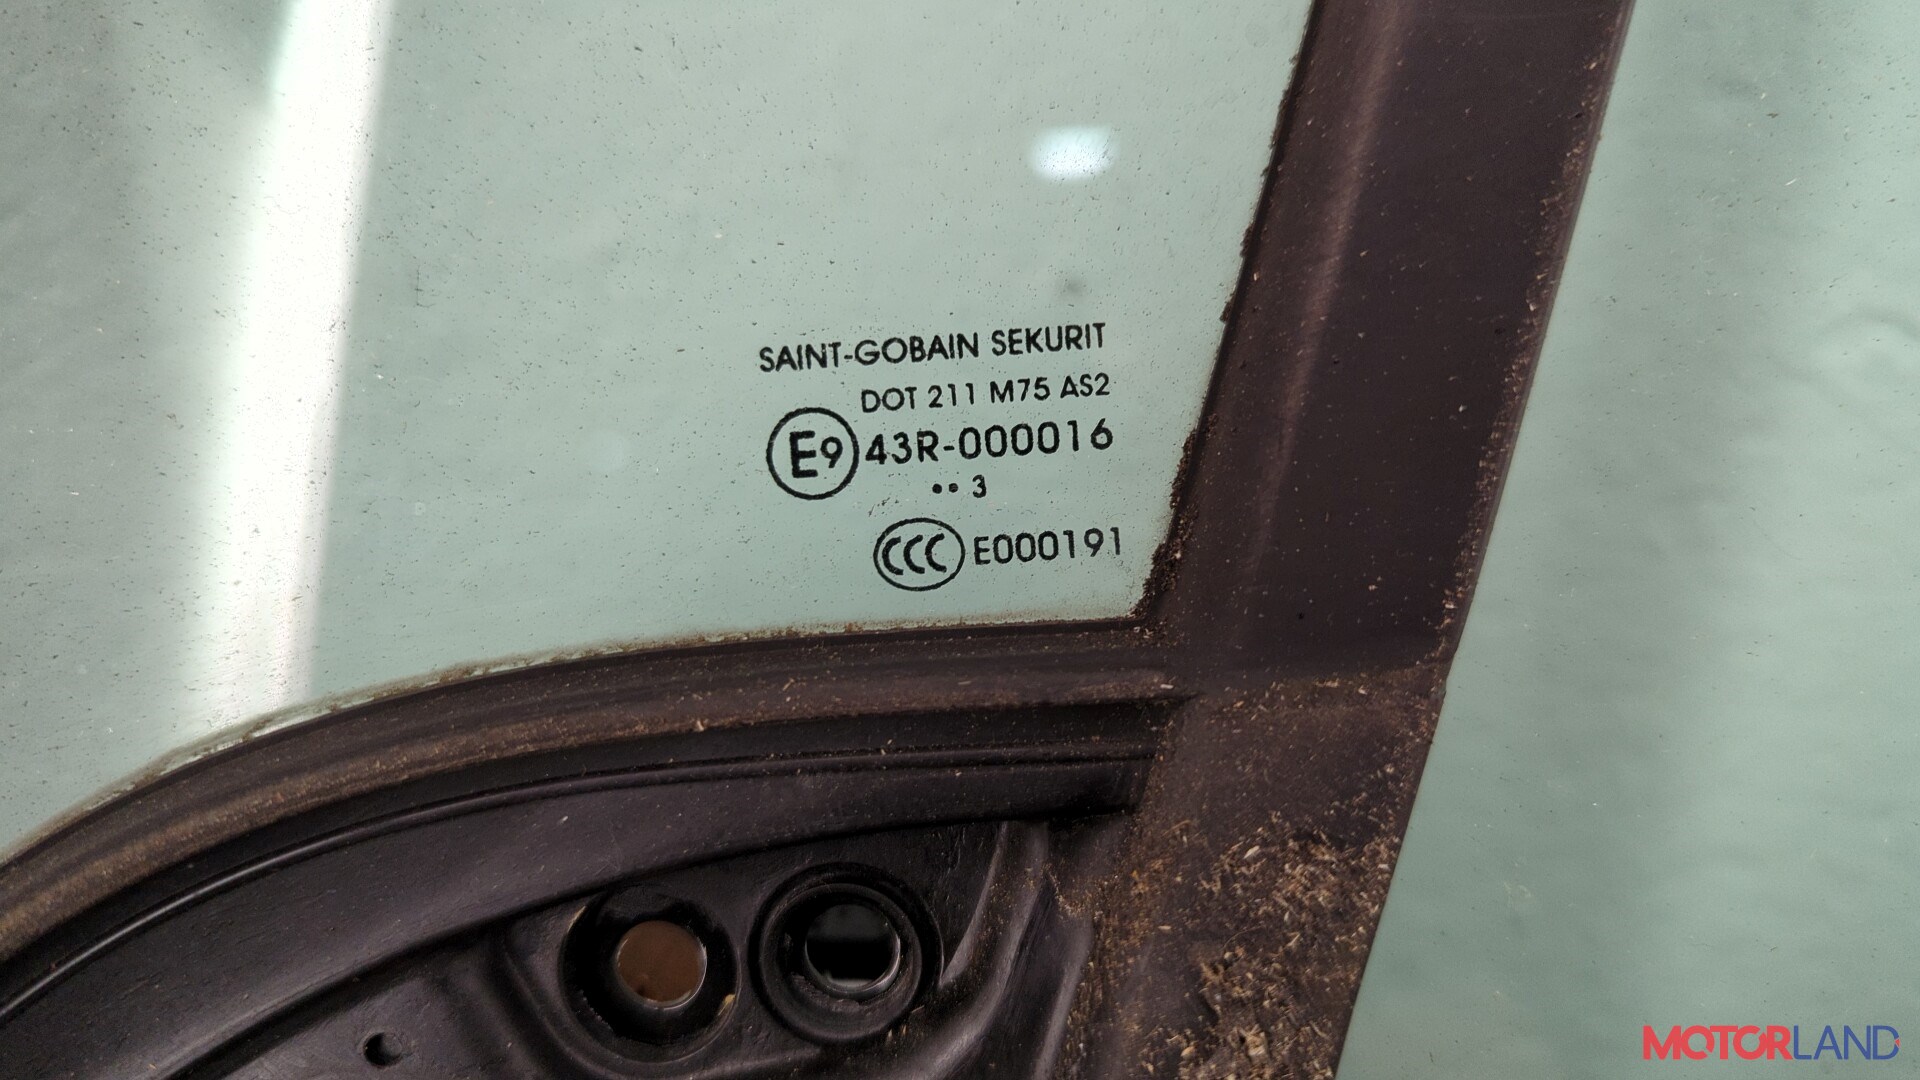 SAINT-GOBAIN SEKURIT
DOT 211 M75 AS2
E9 43R-000016
•• 3
CCC E000191
MOTORLAND